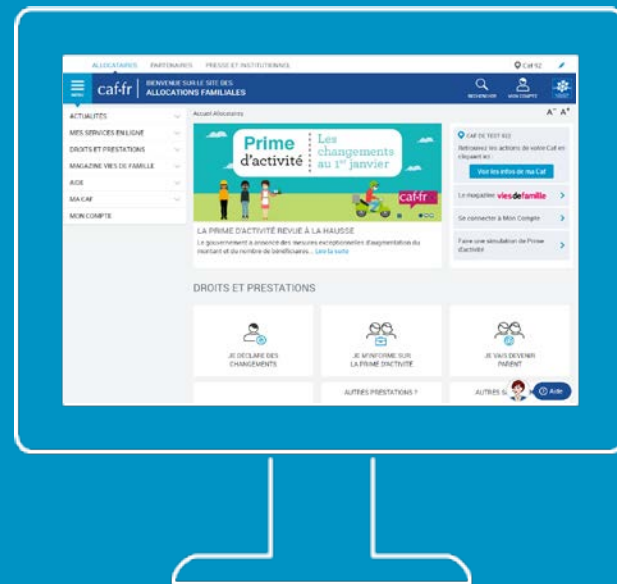 ALLOCATAIRES PARTENAIRES PRESSE ET INSTITUTIONNEL
Caf 92
MENU
caf.fr
BIENVENUE SUR LE SITE DES
ALLOCATIONS FAMILIALES
RECHERCHER
MON COMPTE
ACTUALITÉS
MES SERVICES EN LIGNE
DROITS ET PRESTATIONS
MAGAZINE VIES DE FAMILLE
AIDE
MA CAF
MON COMPTE
Accueil Allocataires
A- A+
Prime
d'activité
Les
changements
au 1er janvier
caf.fr
LA PRIME D'ACTIVITÉ REVUE À LA HAUSSE
Le gouvernement a annoncé des mesures exceptionnelles d'augmentation du
montant et du nombre de bénéficiaires... Lire la suite
CAF DE TEST 922
Retrouvez les actions de votre Caf en
cliquant ici :
Voir les infos de ma Caf
Le magazine viesdefamille
Se connecter à Mon Compte
Faire une simulation de Prime
d'activité
DROITS ET PRESTATIONS
JE DÉCLARE DES
CHANGEMENTS
JE M'INFORME SUR
LA PRIME D'ACTIVITÉ
JE VAIS DEVENIR
PARENT
AUTRES PRESTATIONS ?
AUTRES
Aide